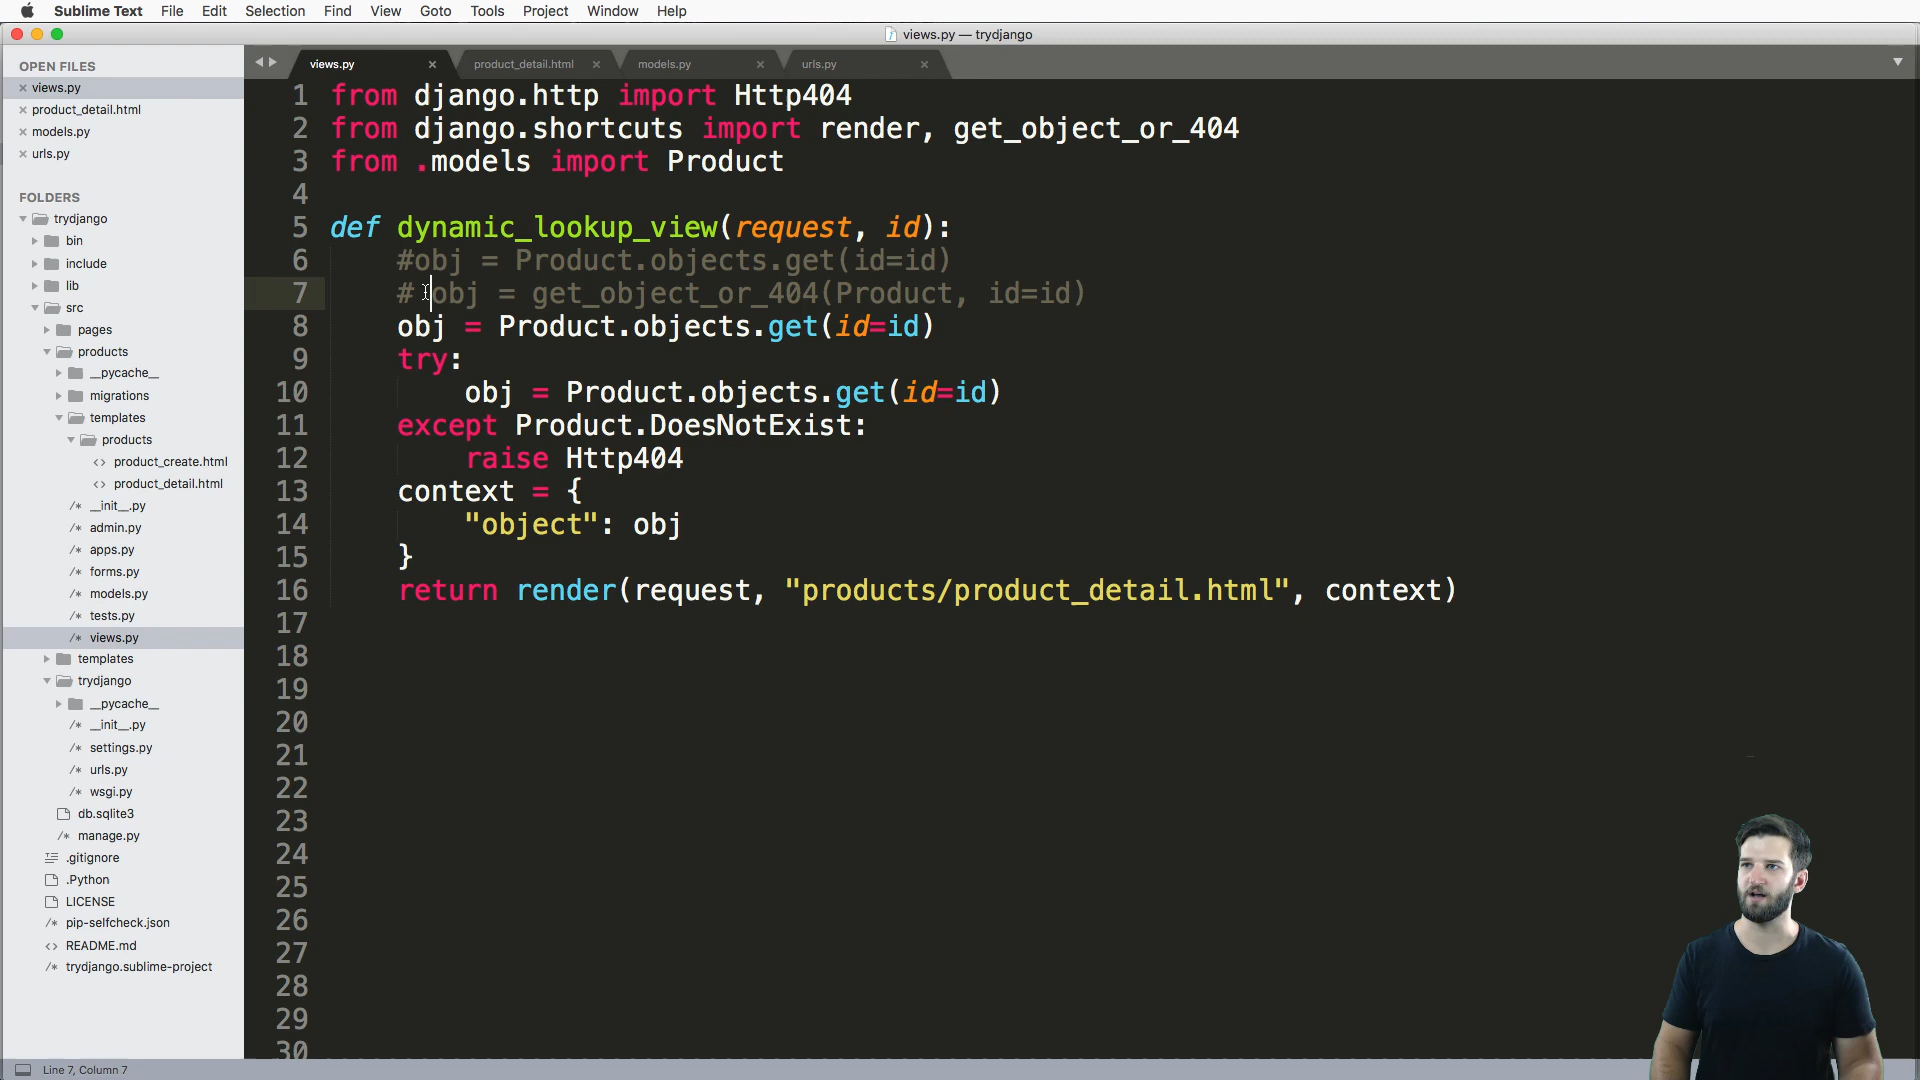 Sublime Text File Edit Selection Find View Goto Tools Project Window Help
views.py — trydjango
OPEN FILES
views.py
product_detail.html
models.py
urls.py
FOLDERS
trydjango
bin
include
lib
src
pages
products
__pycache__
migrations
templates
products
<> product_create.html
<> product_detail.html
/* __init__.py
/* admin.py
/* apps.py
/* forms.py
/* models.py
/* tests.py
/* views.py
templates
trydjango
__pycache__
/* __init__.py
/* settings.py
/* urls.py
/* wsgi.py
db.sqlite3
/* manage.py
.gitignore
.Python
LICENSE
/* pip-selfcheck.json
<> README.md
/* trydjango.sublime-project
views.py product_detail.html models.py urls.py
1 from django.http import Http404
2 from django.shortcuts import render, get_object_or_404
3 from .models import Product
4
5 def dynamic_lookup_view(request, id):
6 #obj = Product.objects.get(id=id)
7 # obj = get_object_or_404(Product, id=id)
8 obj = Product.objects.get(id=id)
9 try:
10 obj = Product.objects.get(id=id)
11 except Product.DoesNotExist:
12 raise Http404
13 context = {
14 "object": obj
15 }
16 return render(request, "products/product_detail.html", context)
17
18
19
20
21
22
23
24
25
26
27
28
29
30
Line 7, Column 7